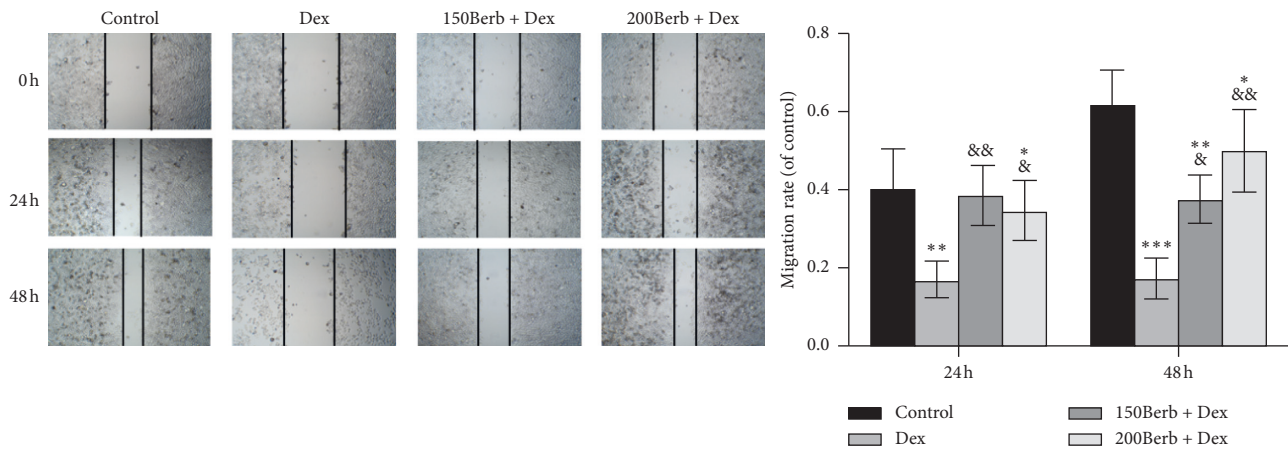 Control Dex 150Berb + Dex 200Berb + Dex
0 h
24 h
48 h
Migration rate (of control)
0.8
0.6
0.4
0.2
0.0
**
&&
*
&
***
**
&
*
&&
24 h 48 h
Control 150Berb + Dex
Dex 200Berb + Dex